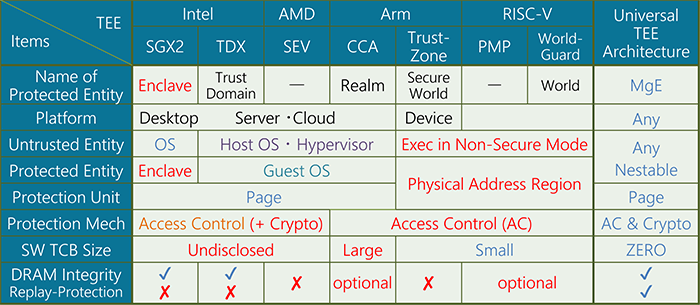 TEE Intel AMD Arm RISC-V Universal TEE Architecture
Items SGX2 TDX SEV CCA Trust-Zone PMP World-Guard
Name of Protected Entity Enclave Trust Domain — Realm Secure World — World MgE
Platform Desktop Server・Cloud Device Any
Untrusted Entity OS Host OS・Hypervisor Exec in Non-Secure Mode Any
Protected Entity Enclave Guest OS Physical Address Region Nestable
Protection Unit Page Page
Protection Mech Access Control (+ Crypto) Access Control (AC) AC & Crypto
SW TCB Size Undisclosed Large Small ZERO
DRAM Integrity ✓ ✓ ✗ optional ✗ optional ✓
Replay-Protection ✗ ✗ ✓